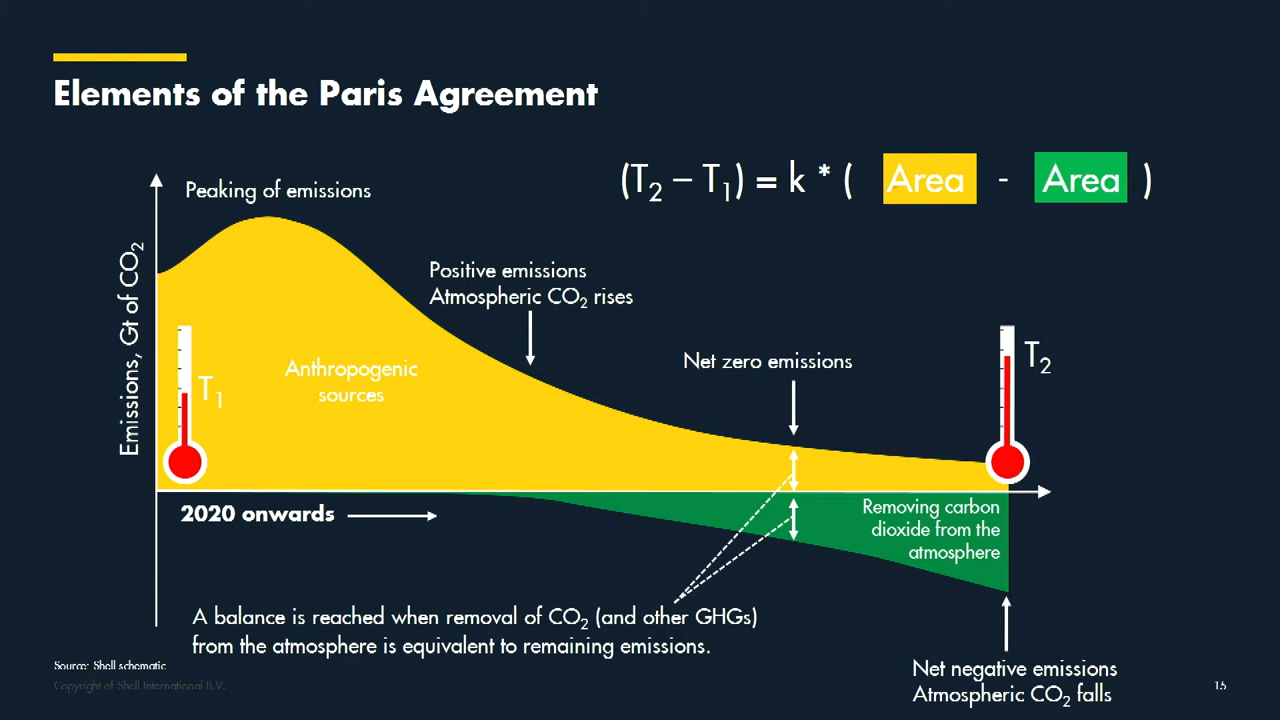 Elements of the Paris Agreement
(T₂ – T₁) = k * ( Area - Area )
Peaking of emissions
Emissions, Gt of CO₂
Positive emissions
Atmospheric CO₂ rises
Net zero emissions
Anthropogenic
sources
T₁
T₂
2020 onwards
Removing carbon
dioxide from the
atmosphere
A balance is reached when removal of CO₂ (and other GHGs)
from the atmosphere is equivalent to remaining emissions.
Net negative emissions
Atmospheric CO₂ falls
Source: Shell schematic
Copyright of Shell International B.V.
15